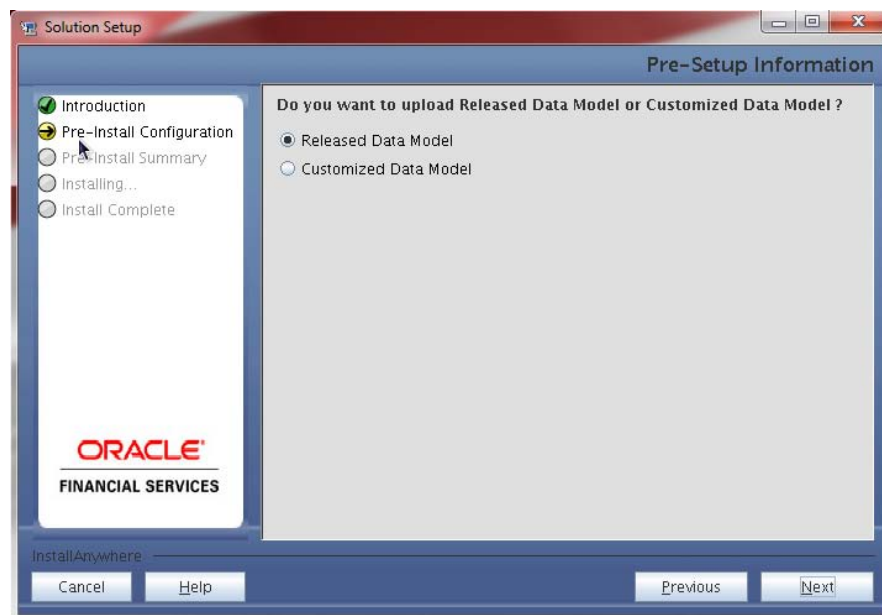 Solution Setup
Pre-Setup Information
Introduction
Pre-Install Configuration
Pre-Install Summary
Installing...
Install Complete
Do you want to upload Released Data Model or Customized Data Model ?
Released Data Model
Customized Data Model
ORACLE
FINANCIAL SERVICES
InstallAnywhere
Cancel
Help
Previous
Next